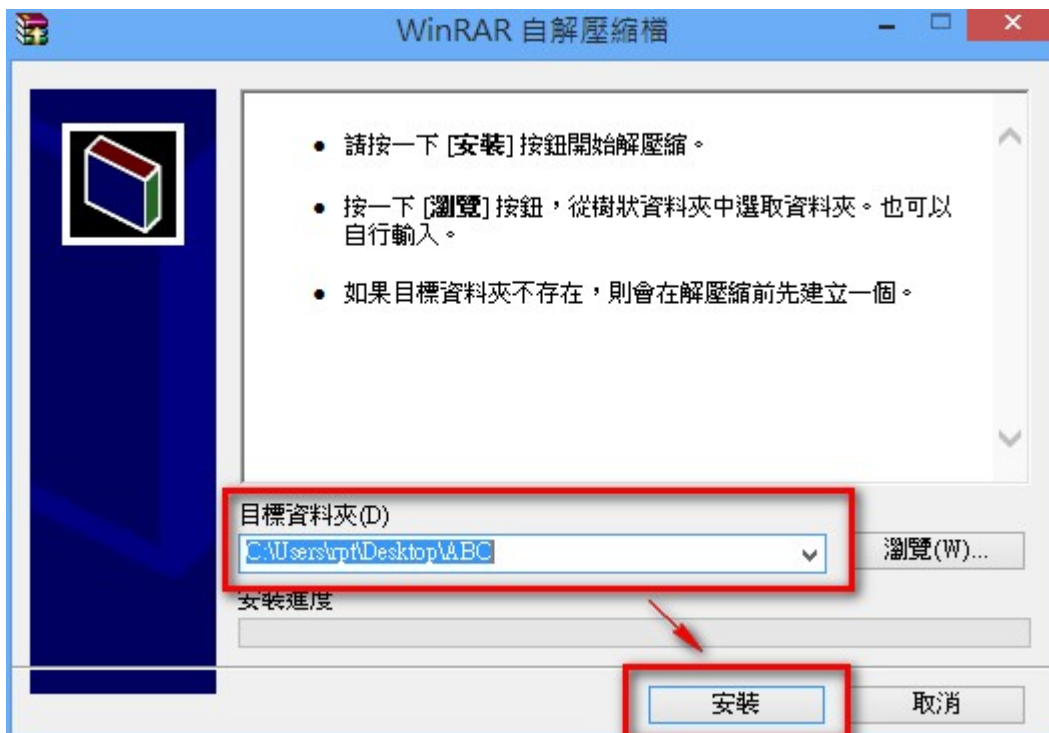 WinRAR 自解壓縮檔
• 請按一下 [安裝] 按鈕開始解壓縮。
• 按一下 [瀏覽] 按鈕，從樹狀資料夾中選取資料夾。也可以
自行輸入。
• 如果目標資料夾不存在，則會在解壓縮前先建立一個。
目標資料夾(D)
C:\Users\rpt\Desktop\ABC
瀏覽(W)...
安裝進度
安裝
取消